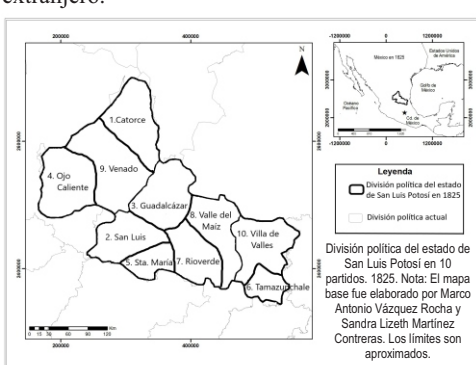 extranjero.
200000
400000
N
1.Catorce
9. Venado
4. Ojo
Caliente
3. Guadalcázar
8. Valle del
Maíz
10. Villa de
Valles
2. San Luis
5. Sta. María
7. Rioverde
6. Tamazunchale
200000
400000
-1200000
0
1200000
México en 1825
Estados Unidos
de América
Golfo de
México
Océano
Pacífico
Cd. de
México
-1200000
0
1200000
Leyenda
División política del estado
de San Luis Potosí en 1825
División política actual
División política del estado de
San Luis Potosí en 10
partidos. 1825. Nota: El mapa
base fue elaborado por Marco
Antonio Vázquez Rocha y
Sandra Lizeth Martínez
Contreras. Los límites son
aproximados.